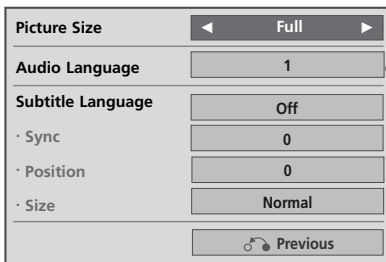 Picture Size ◀ Full ▶
Audio Language 1
Subtitle Language Off
· Sync 0
· Position 0
· Size Normal
Previous